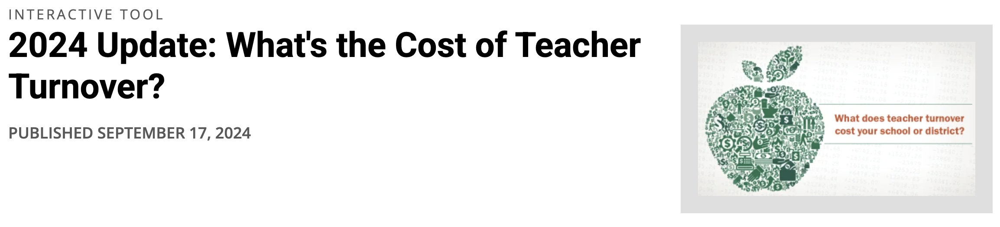 INTERACTIVE TOOL
2024 Update: What's the Cost of Teacher
Turnover?
PUBLISHED SEPTEMBER 17, 2024
What does teacher turnover
cost your school or district?